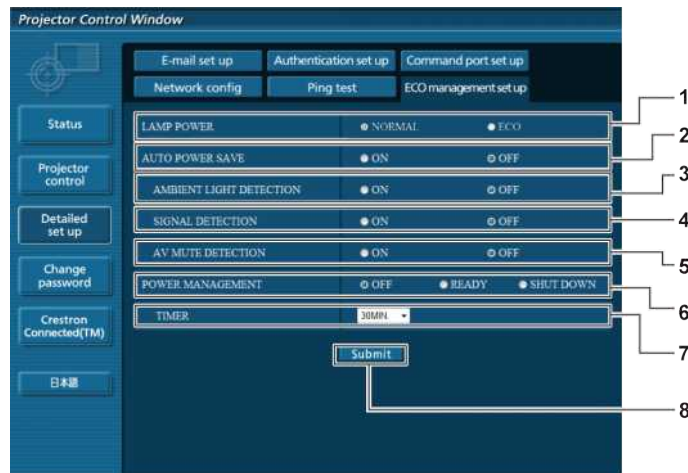 Projector Control Window
E-mail set up
Authentication set up
Command port set up
Network config
Ping test
ECO management set up
Status
Projector control
Detailed set up
Change password
Crestron Connected(TM)
日本語
LAMP POWER NORMAL ECO
AUTO POWER SAVE ON OFF
AMBIENT LIGHT DETECTION ON OFF
SIGNAL DETECTION ON OFF
AV MUTE DETECTION ON OFF
POWER MANAGEMENT OFF READY SHUT DOWN
TIMER 30MIN.
Submit
1
2
3
4
5
6
7
8